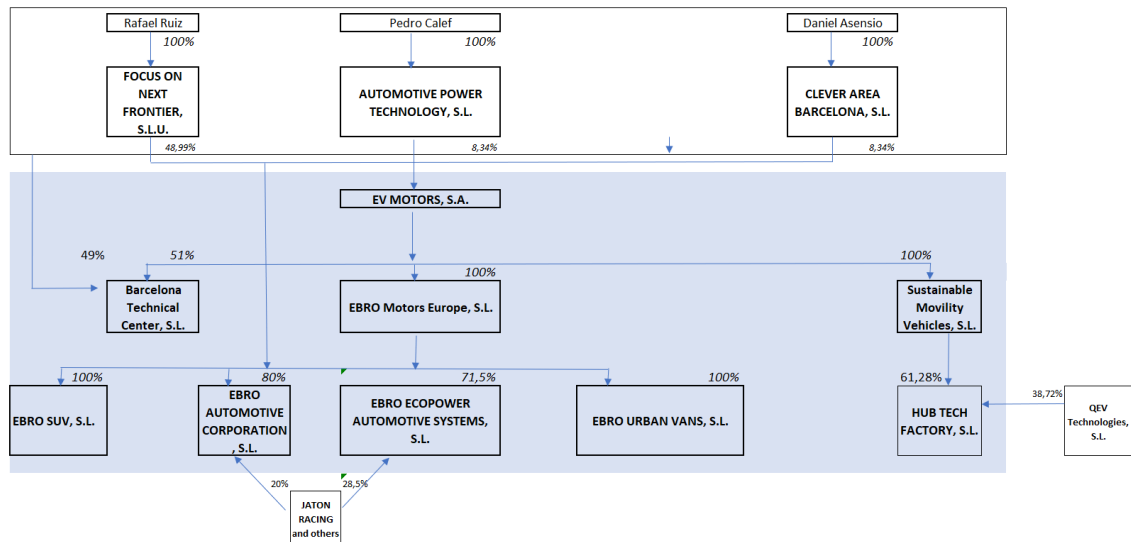 Rafael Ruiz
Pedro Calef
Daniel Asensio
100%
100%
100%
FOCUS ON
NEXT
FRONTIER,
S.L.U.
AUTOMOTIVE POWER
TECHNOLOGY, S.L.
CLEVER AREA
BARCELONA, S.L.
48,99%
8,34%
8,34%
EV MOTORS, S.A.
49%
51%
100%
100%
Barcelona
Technical
Center, S.L.
EBRO Motors Europe, S.L.
Sustainable
Movility
Vehicles, S.L.
100%
80%
71,5%
100%
61,28%
EBRO SUV, S.L.
EBRO
AUTOMOTIVE
CORPORATION
, S.L.
EBRO ECOPOWER
AUTOMOTIVE SYSTEMS,
S.L.
EBRO URBAN VANS, S.L.
HUB TECH
FACTORY, S.L.
38,72%
QEV
Technologies,
S.L.
20%
28,5%
JATON
RACING
and others